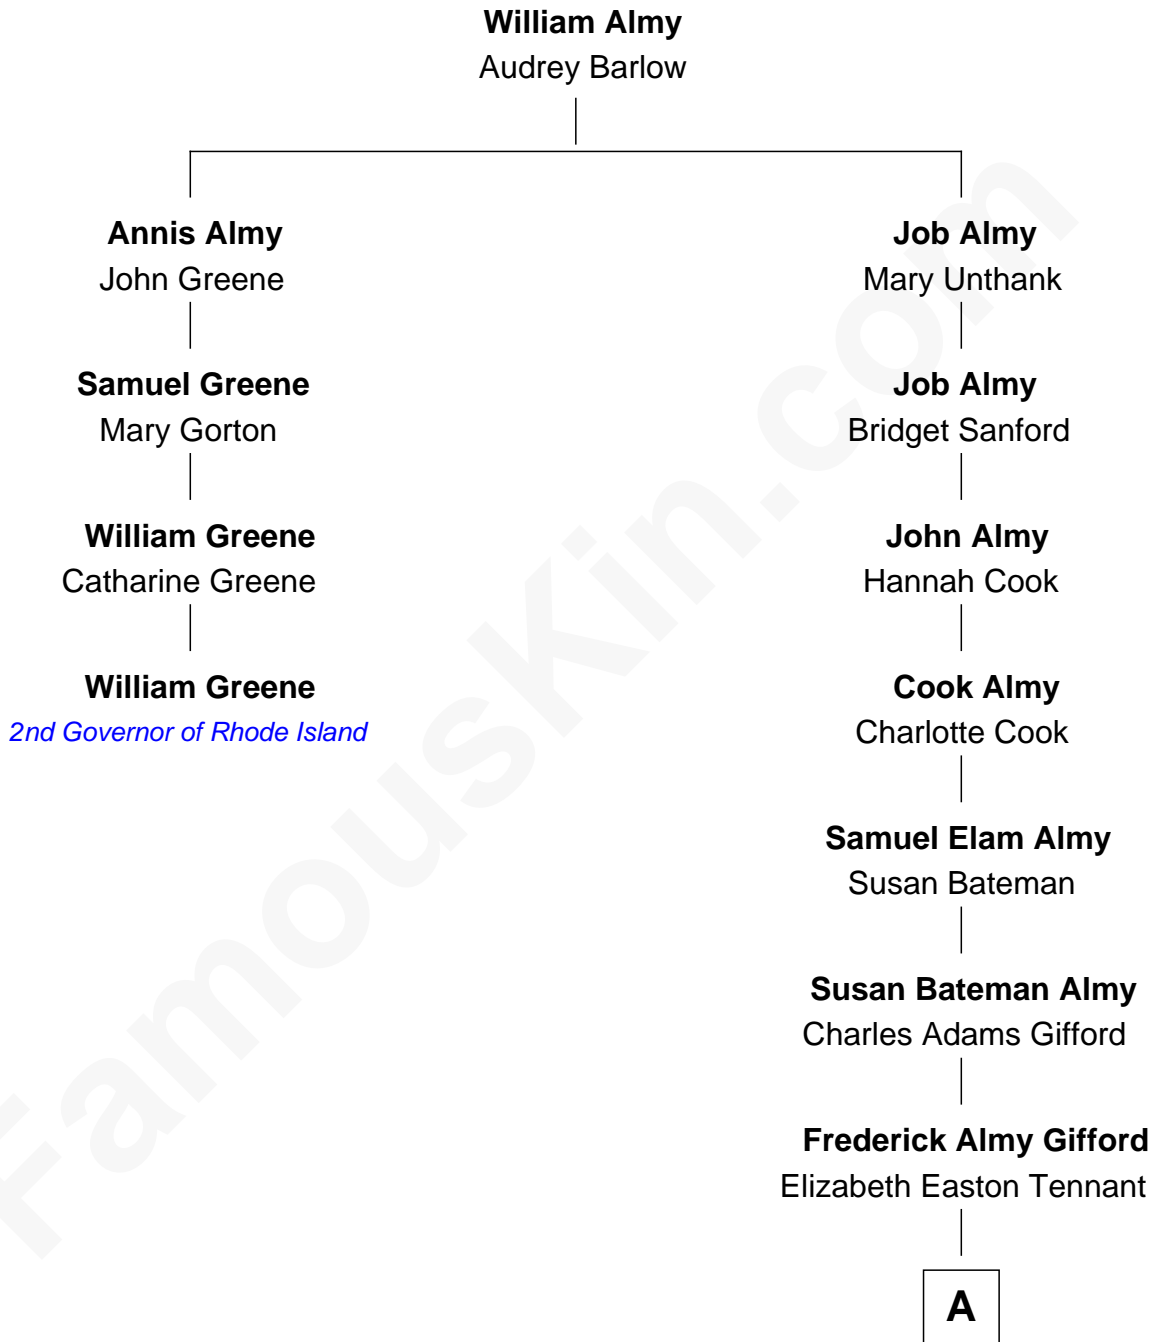 William Almy
Audrey Barlow
Annis Almy
John Greene
Samuel Greene
Mary Gorton
William Greene
Catharine Greene
William Greene
2nd Governor of Rhode Island
Job Almy
Mary Unthank
Job Almy
Bridget Sanford
John Almy
Hannah Cook
Cook Almy
Charlotte Cook
Samuel Elam Almy
Susan Bateman
Susan Bateman Almy
Charles Adams Gifford
Frederick Almy Gifford
Elizabeth Easton Tennant
A
FamousKin.com